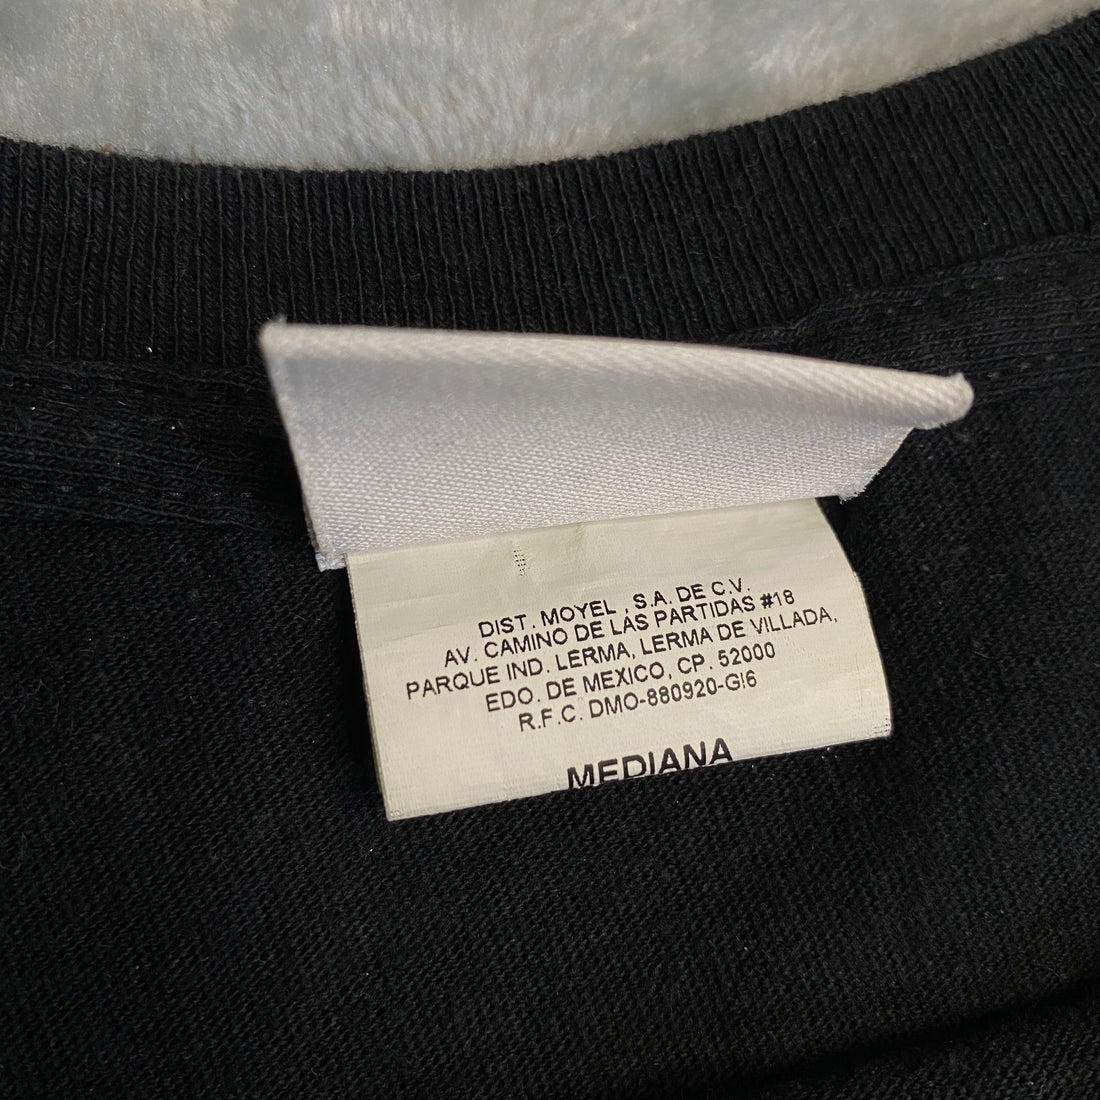 DIST. MOYEL , S.A. DE C.V.
AV. CAMINO DE LAS PARTIDAS #18
PARQUE IND. LERMA, LERMA DE VILLADA,
EDO. DE MEXICO, CP. 52000
R.F.C. DMO-880920-G!6
MEDIANA